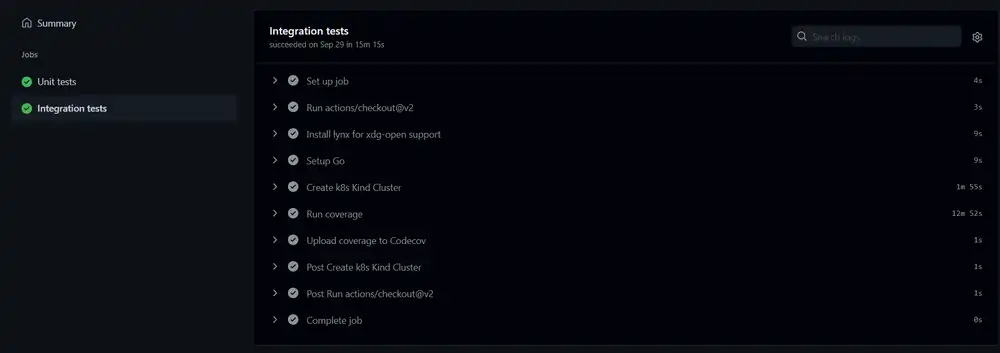 Summary
Jobs
Unit tests
Integration tests
Integration tests
succeeded on Sep 29 in 15m 15s
Search logs
Set up job 4s
Run actions/checkout@v2 3s
Install lynx for xdg-open support 9s
Setup Go 9s
Create k8s Kind Cluster 1m 55s
Run coverage 12m 52s
Upload coverage to Codecov 1s
Post Create k8s Kind Cluster 1s
Post Run actions/checkout@v2 1s
Complete job 0s